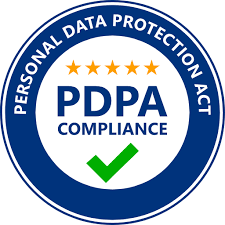 PERSONAL DATA PROTECTION ACT
PDPA
COMPLIANCE